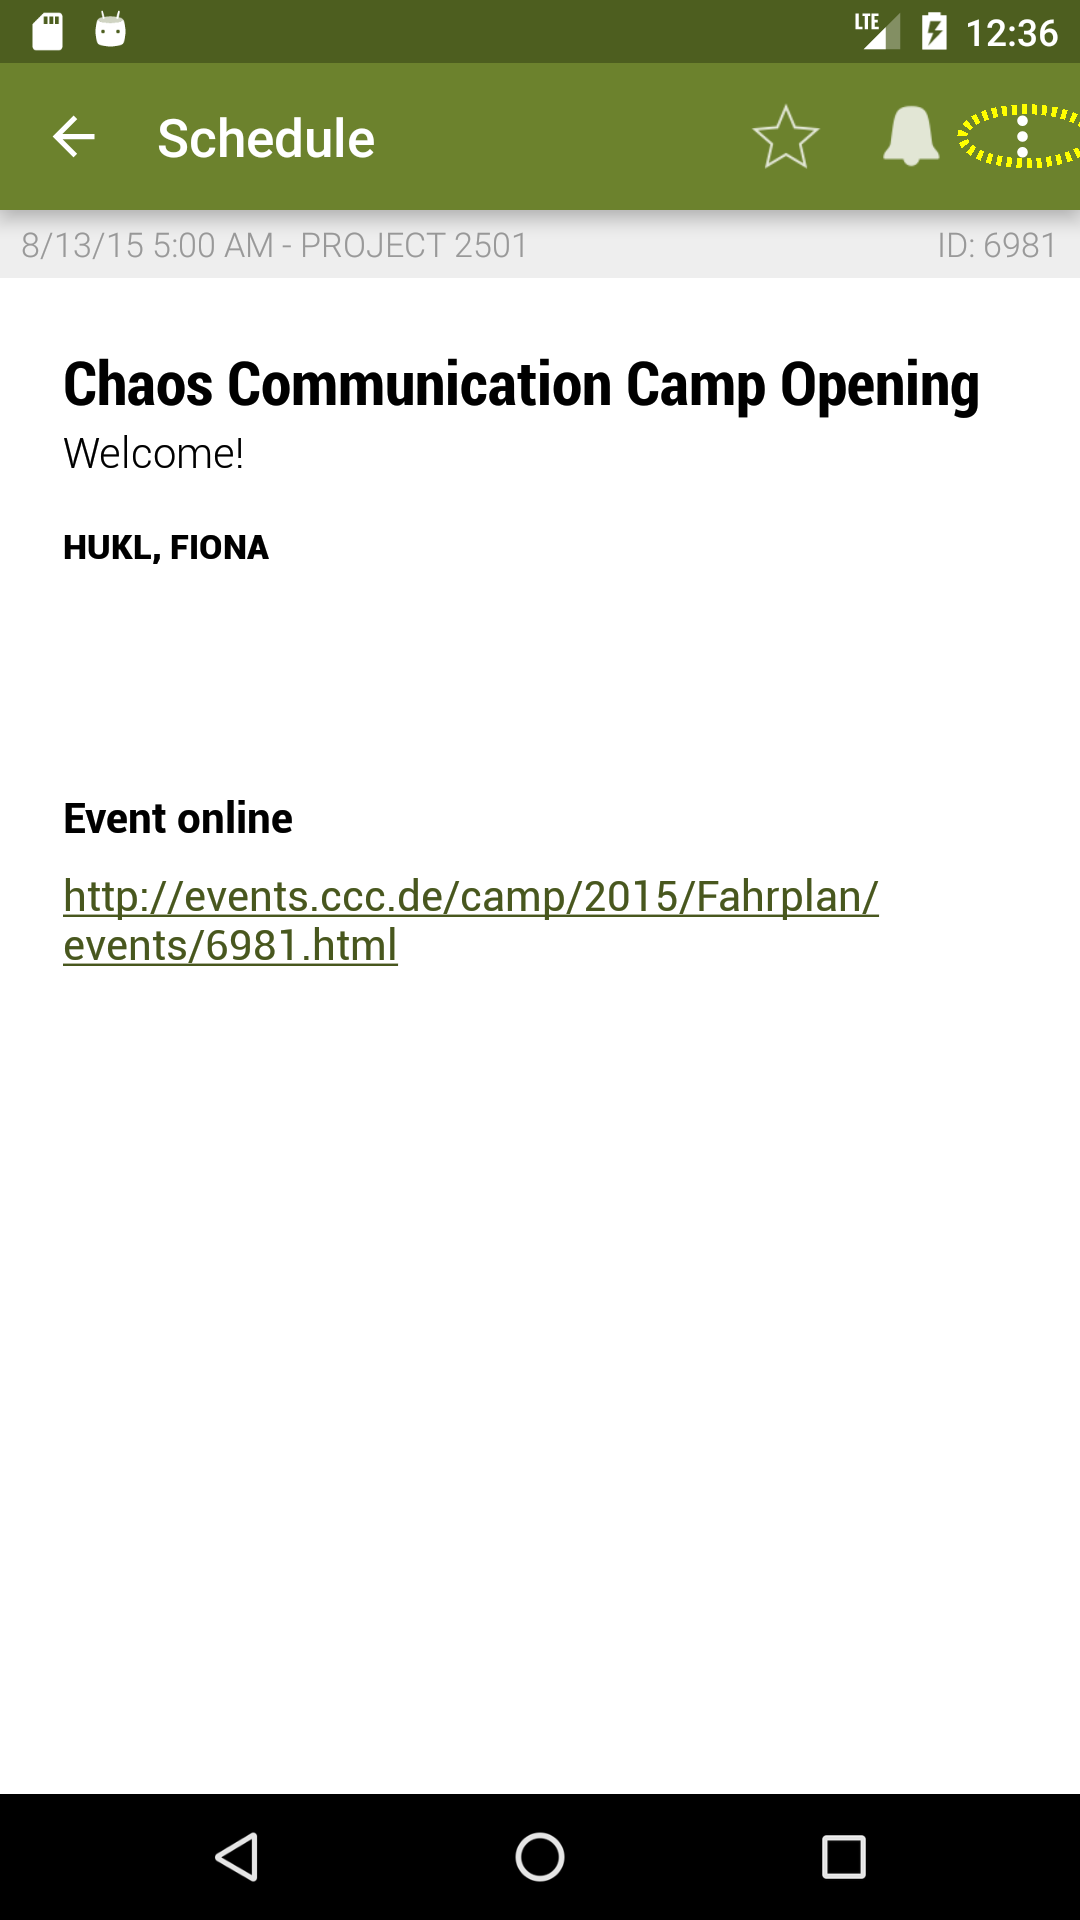 LTE 12:36
Schedule
8/13/15 5:00 AM - PROJECT 2501 ID: 6981
Chaos Communication Camp Opening
Welcome!
HUKL, FIONA
Event online
http://events.ccc.de/camp/2015/Fahrplan/
events/6981.html